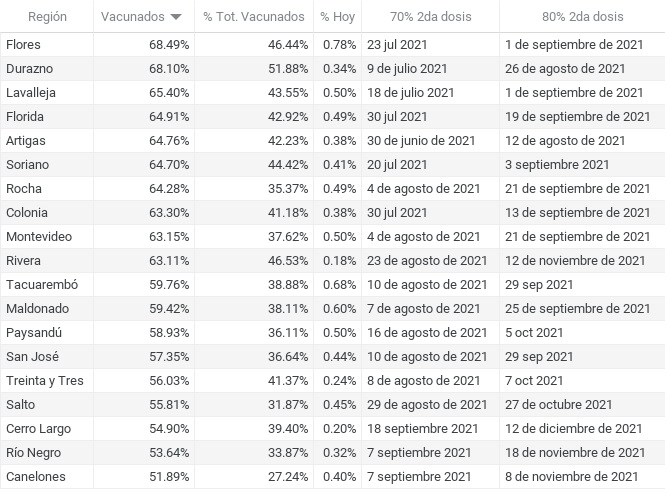 Región Vacunados % Tot. Vacunados % Hoy 70% 2da dosis 80% 2da dosis
Flores 68.49% 46.44% 0.78% 23 jul 2021 1 de septiembre de 2021
Durazno 68.10% 51.88% 0.34% 9 de julio 2021 26 de agosto de 2021
Lavalleja 65.40% 43.55% 0.50% 18 de julio 2021 1 de septiembre de 2021
Florida 64.91% 42.92% 0.49% 30 jul 2021 19 de septiembre de 2021
Artigas 64.76% 42.23% 0.38% 30 de junio de 2021 12 de agosto de 2021
Soriano 64.70% 44.42% 0.41% 20 jul 2021 3 septiembre 2021
Rocha 64.28% 35.37% 0.49% 4 de agosto de 2021 21 de septiembre de 2021
Colonia 63.30% 41.18% 0.38% 30 jul 2021 13 de septiembre de 2021
Montevideo 63.15% 37.62% 0.50% 4 de agosto de 2021 21 de septiembre de 2021
Rivera 63.11% 46.53% 0.18% 23 de agosto de 2021 12 de noviembre de 2021
Tacuarembó 59.76% 38.88% 0.68% 10 de agosto de 2021 29 sep 2021
Maldonado 59.42% 38.11% 0.60% 7 de agosto de 2021 25 de septiembre de 2021
Paysandú 58.93% 36.11% 0.50% 16 de agosto de 2021 5 oct 2021
San José 57.35% 36.64% 0.44% 10 de agosto de 2021 29 sep 2021
Treinta y Tres 56.03% 41.37% 0.24% 8 de agosto de 2021 7 oct 2021
Salto 55.81% 31.87% 0.45% 29 de agosto de 2021 27 de octubre de 2021
Cerro Largo 54.90% 39.40% 0.20% 18 septiembre 2021 12 de diciembre de 2021
Río Negro 53.64% 33.87% 0.32% 7 septiembre 2021 18 de noviembre de 2021
Canelones 51.89% 27.24% 0.40% 7 septiembre 2021 8 de noviembre de 2021